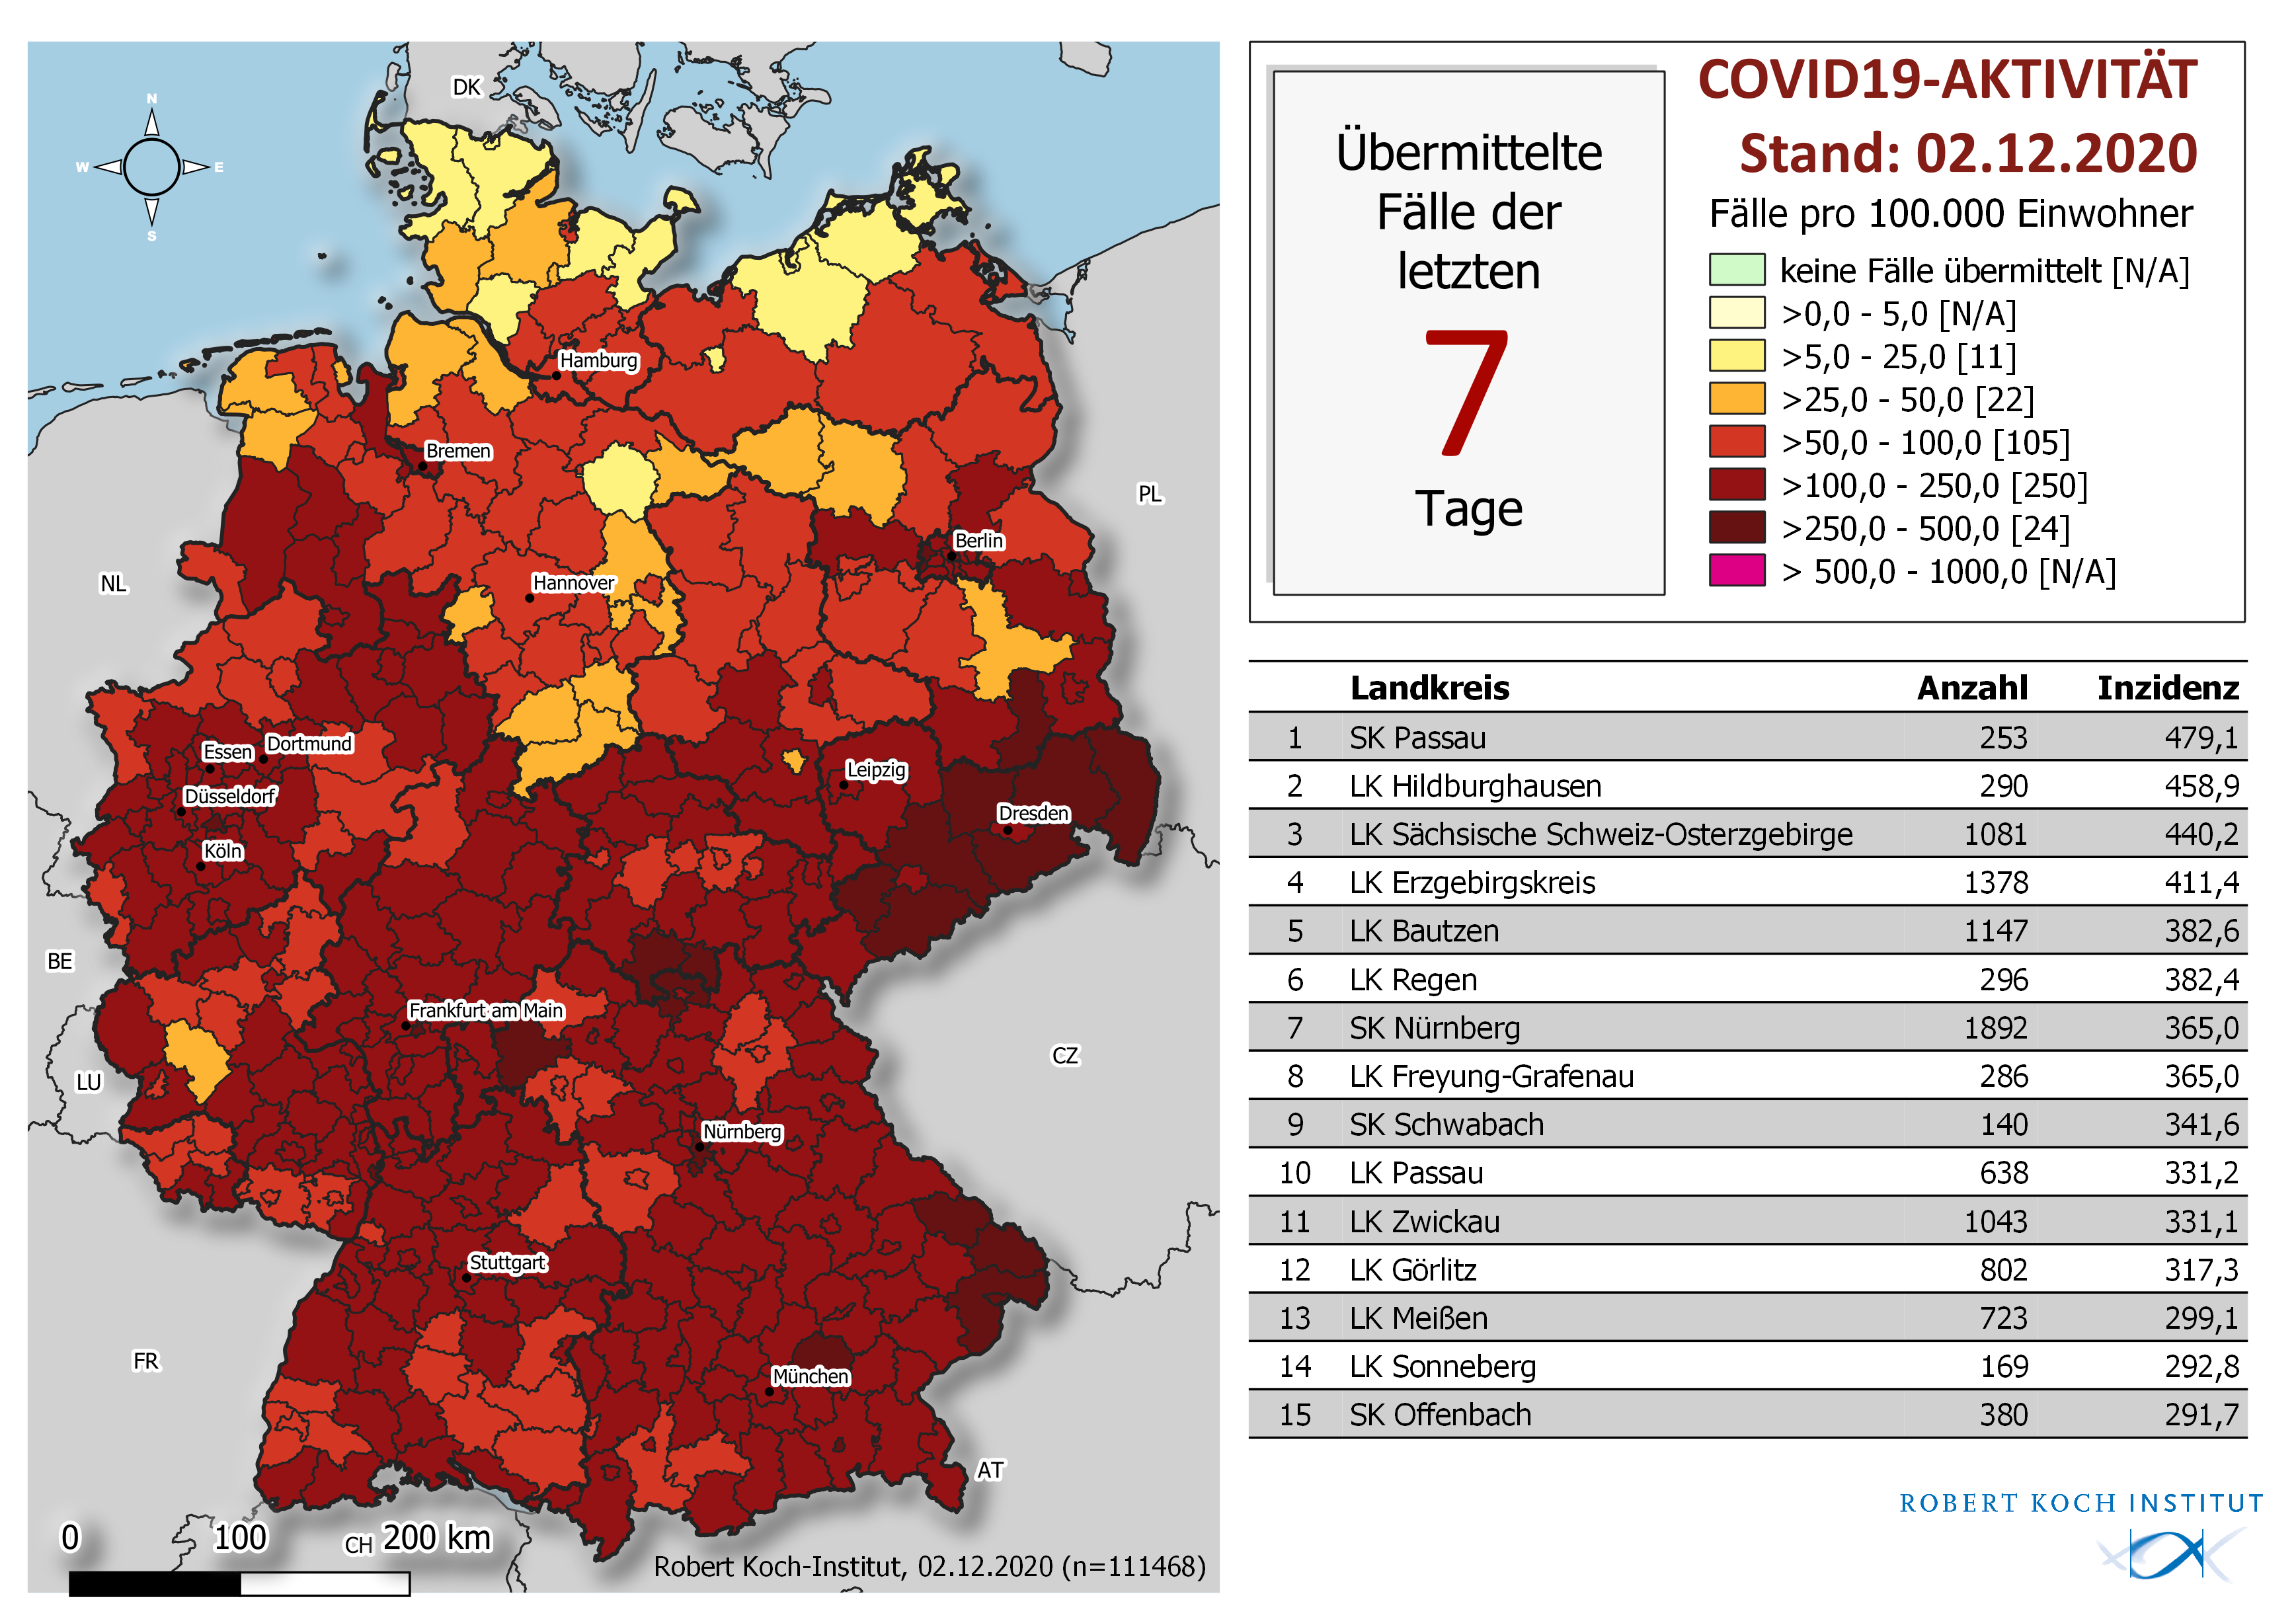 N
W
E
S
DK
PL
NL
BE
LU
FR
CZ
AT
CH
Hamburg
Bremen
Berlin
Hannover
Essen
Dortmund
Düsseldorf
Leipzig
Dresden
Köln
Frankfurt am Main
Nürnberg
Stuttgart
München
0 100 200 km
Robert Koch-Institut, 02.12.2020 (n=111468)
Übermittelte
Fälle der
letzten
7
Tage
COVID19-AKTIVITÄT
Stand: 02.12.2020
Fälle pro 100.000 Einwohner
keine Fälle übermittelt [N/A]
>0,0 - 5,0 [N/A]
>5,0 - 25,0 [11]
>25,0 - 50,0 [22]
>50,0 - 100,0 [105]
>100,0 - 250,0 [250]
>250,0 - 500,0 [24]
> 500,0 - 1000,0 [N/A]
Landkreis Anzahl Inzidenz
1 SK Passau 253 479,1
2 LK Hildburghausen 290 458,9
3 LK Sächsische Schweiz-Osterzgebirge 1081 440,2
4 LK Erzgebirgskreis 1378 411,4
5 LK Bautzen 1147 382,6
6 LK Regen 296 382,4
7 SK Nürnberg 1892 365,0
8 LK Freyung-Grafenau 286 365,0
9 SK Schwabach 140 341,6
10 LK Passau 638 331,2
11 LK Zwickau 1043 331,1
12 LK Görlitz 802 317,3
13 LK Meißen 723 299,1
14 LK Sonneberg 169 292,8
15 SK Offenbach 380 291,7
ROBERT KOCH INSTITUT